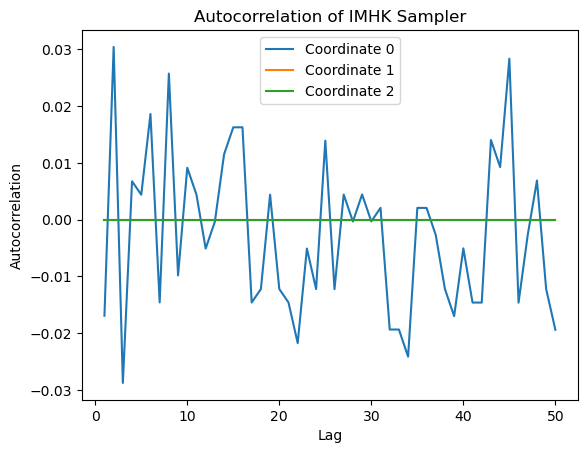 Autocorrelation of IMHK Sampler
Coordinate 0
Coordinate 1
Coordinate 2
Autocorrelation
0.03
0.02
0.01
0.00
−0.01
−0.02
−0.03
0
10
20
30
40
50
Lag